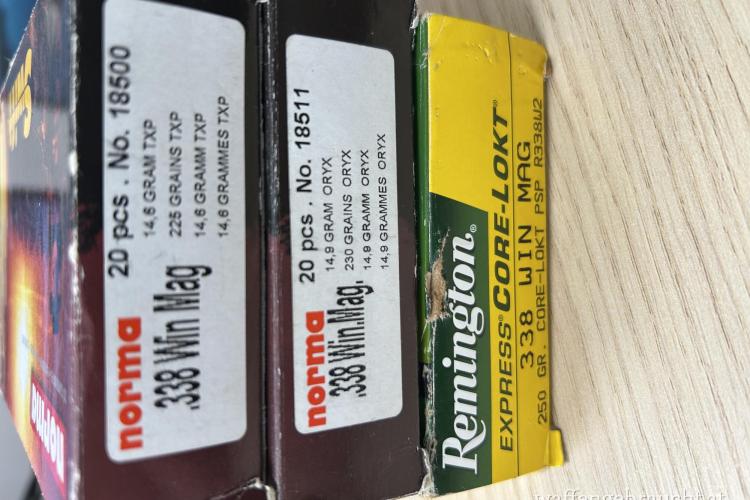 norma
20 pcs . No. 18500
.338 Win Mag
14,6 GRAM TXP
225 GRAINS TXP
14,6 GRAMM TXP
14,6 GRAMMES TXP
norma
norma
20 pcs . No. 18511
.338 Win.Mag.
14,9 GRAM ORYX
230 GRAINS ORYX
14,9 GRAMM ORYX
14,9 GRAMMES ORYX
Remington®
EXPRESS® CORE-LOKT®
338 WIN MAG
250 GR. CORE-LOKT PSP R338W2